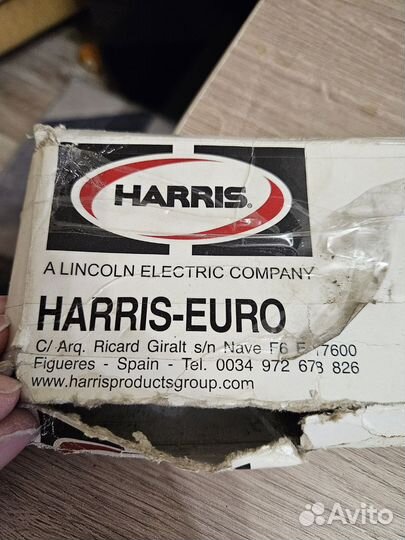 HARRIS®
A LINCOLN ELECTRIC COMPANY
HARRIS-EURO
C/ Arq. Ricard Giralt s/n Nave F6 E 17600
Figueres - Spain - Tel. 0034 972 673 826
www.harrisproductsgroup.com
Avito